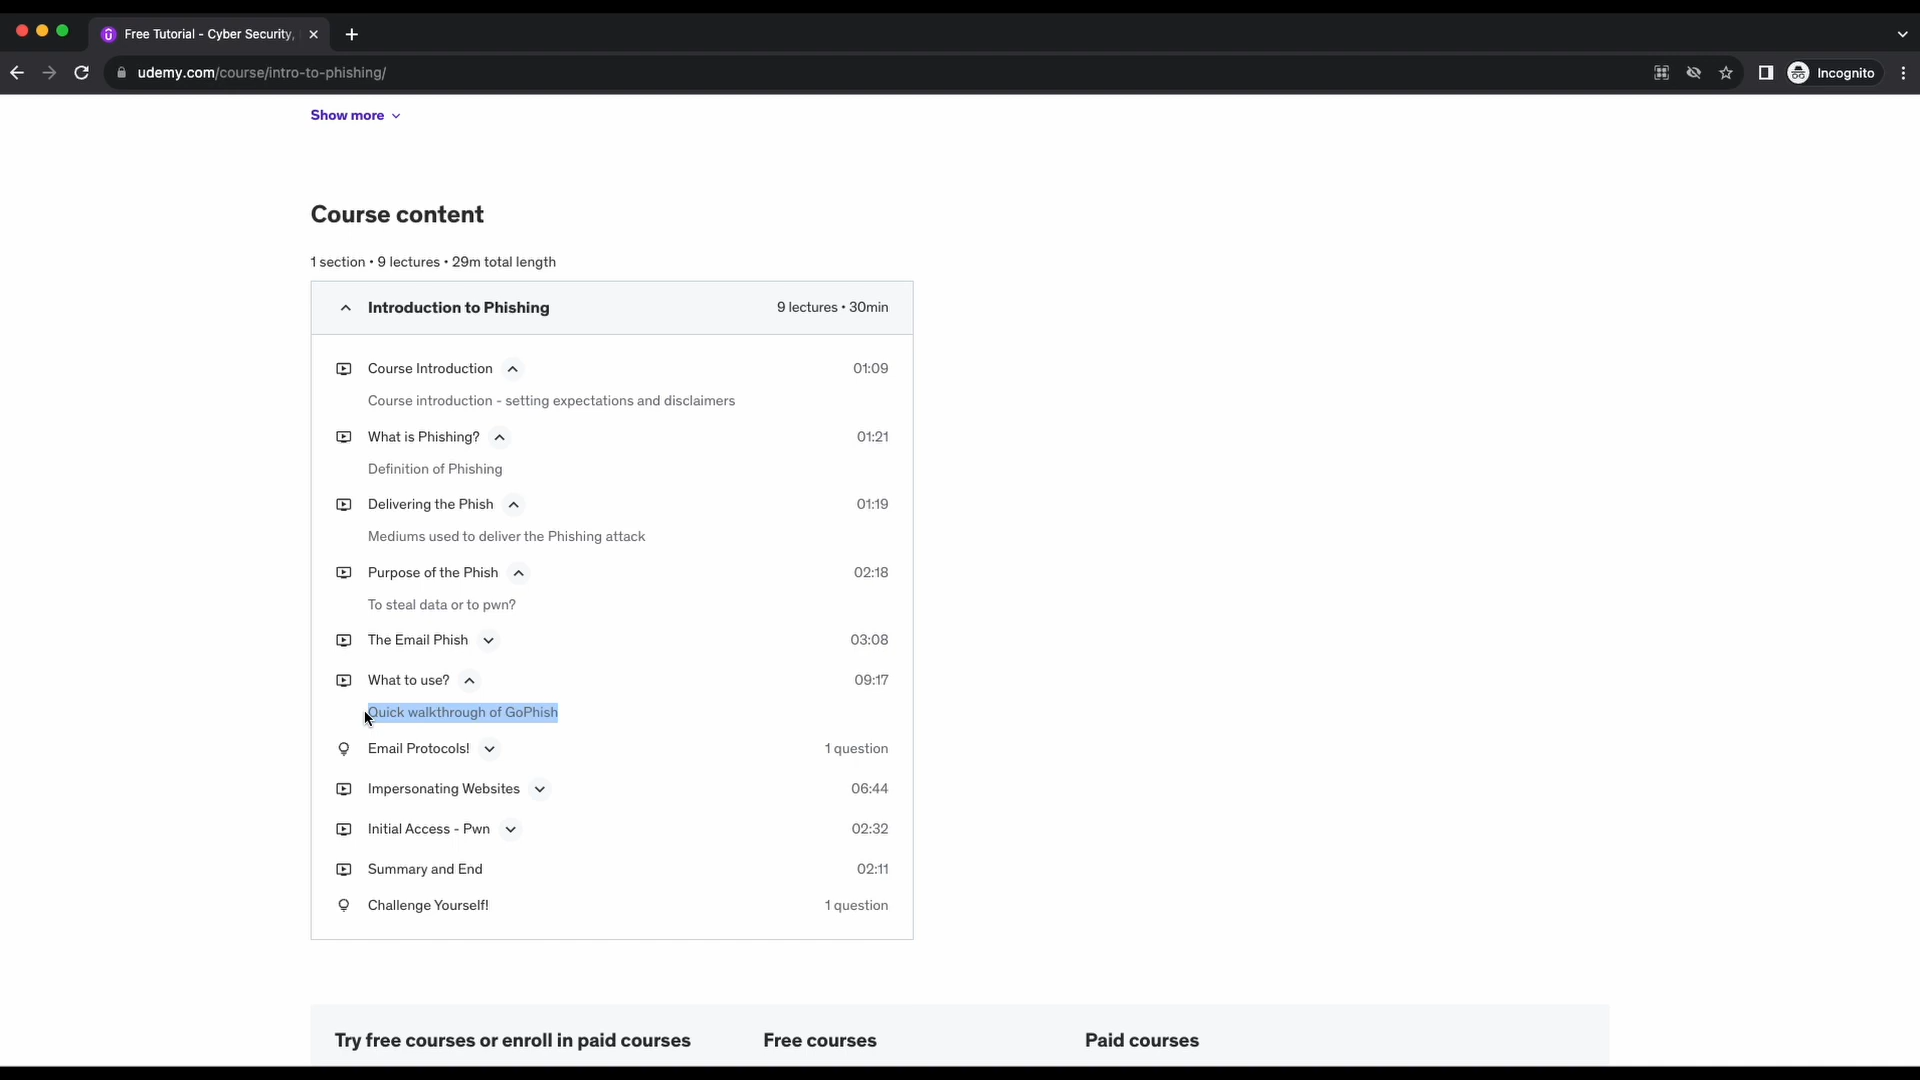 Free Tutorial - Cyber Security,
udemy.com/course/intro-to-phishing/
Incognito
Show more
Course content
1 section • 9 lectures • 29m total length
Introduction to Phishing 9 lectures • 30min
Course Introduction 01:09
Course introduction - setting expectations and disclaimers
What is Phishing? 01:21
Definition of Phishing
Delivering the Phish 01:19
Mediums used to deliver the Phishing attack
Purpose of the Phish 02:18
To steal data or to pwn?
The Email Phish 03:08
What to use? 09:17
Quick walkthrough of GoPhish
Email Protocols! 1 question
Impersonating Websites 06:44
Initial Access - Pwn 02:32
Summary and End 02:11
Challenge Yourself! 1 question
Try free courses or enroll in paid courses Free courses Paid courses